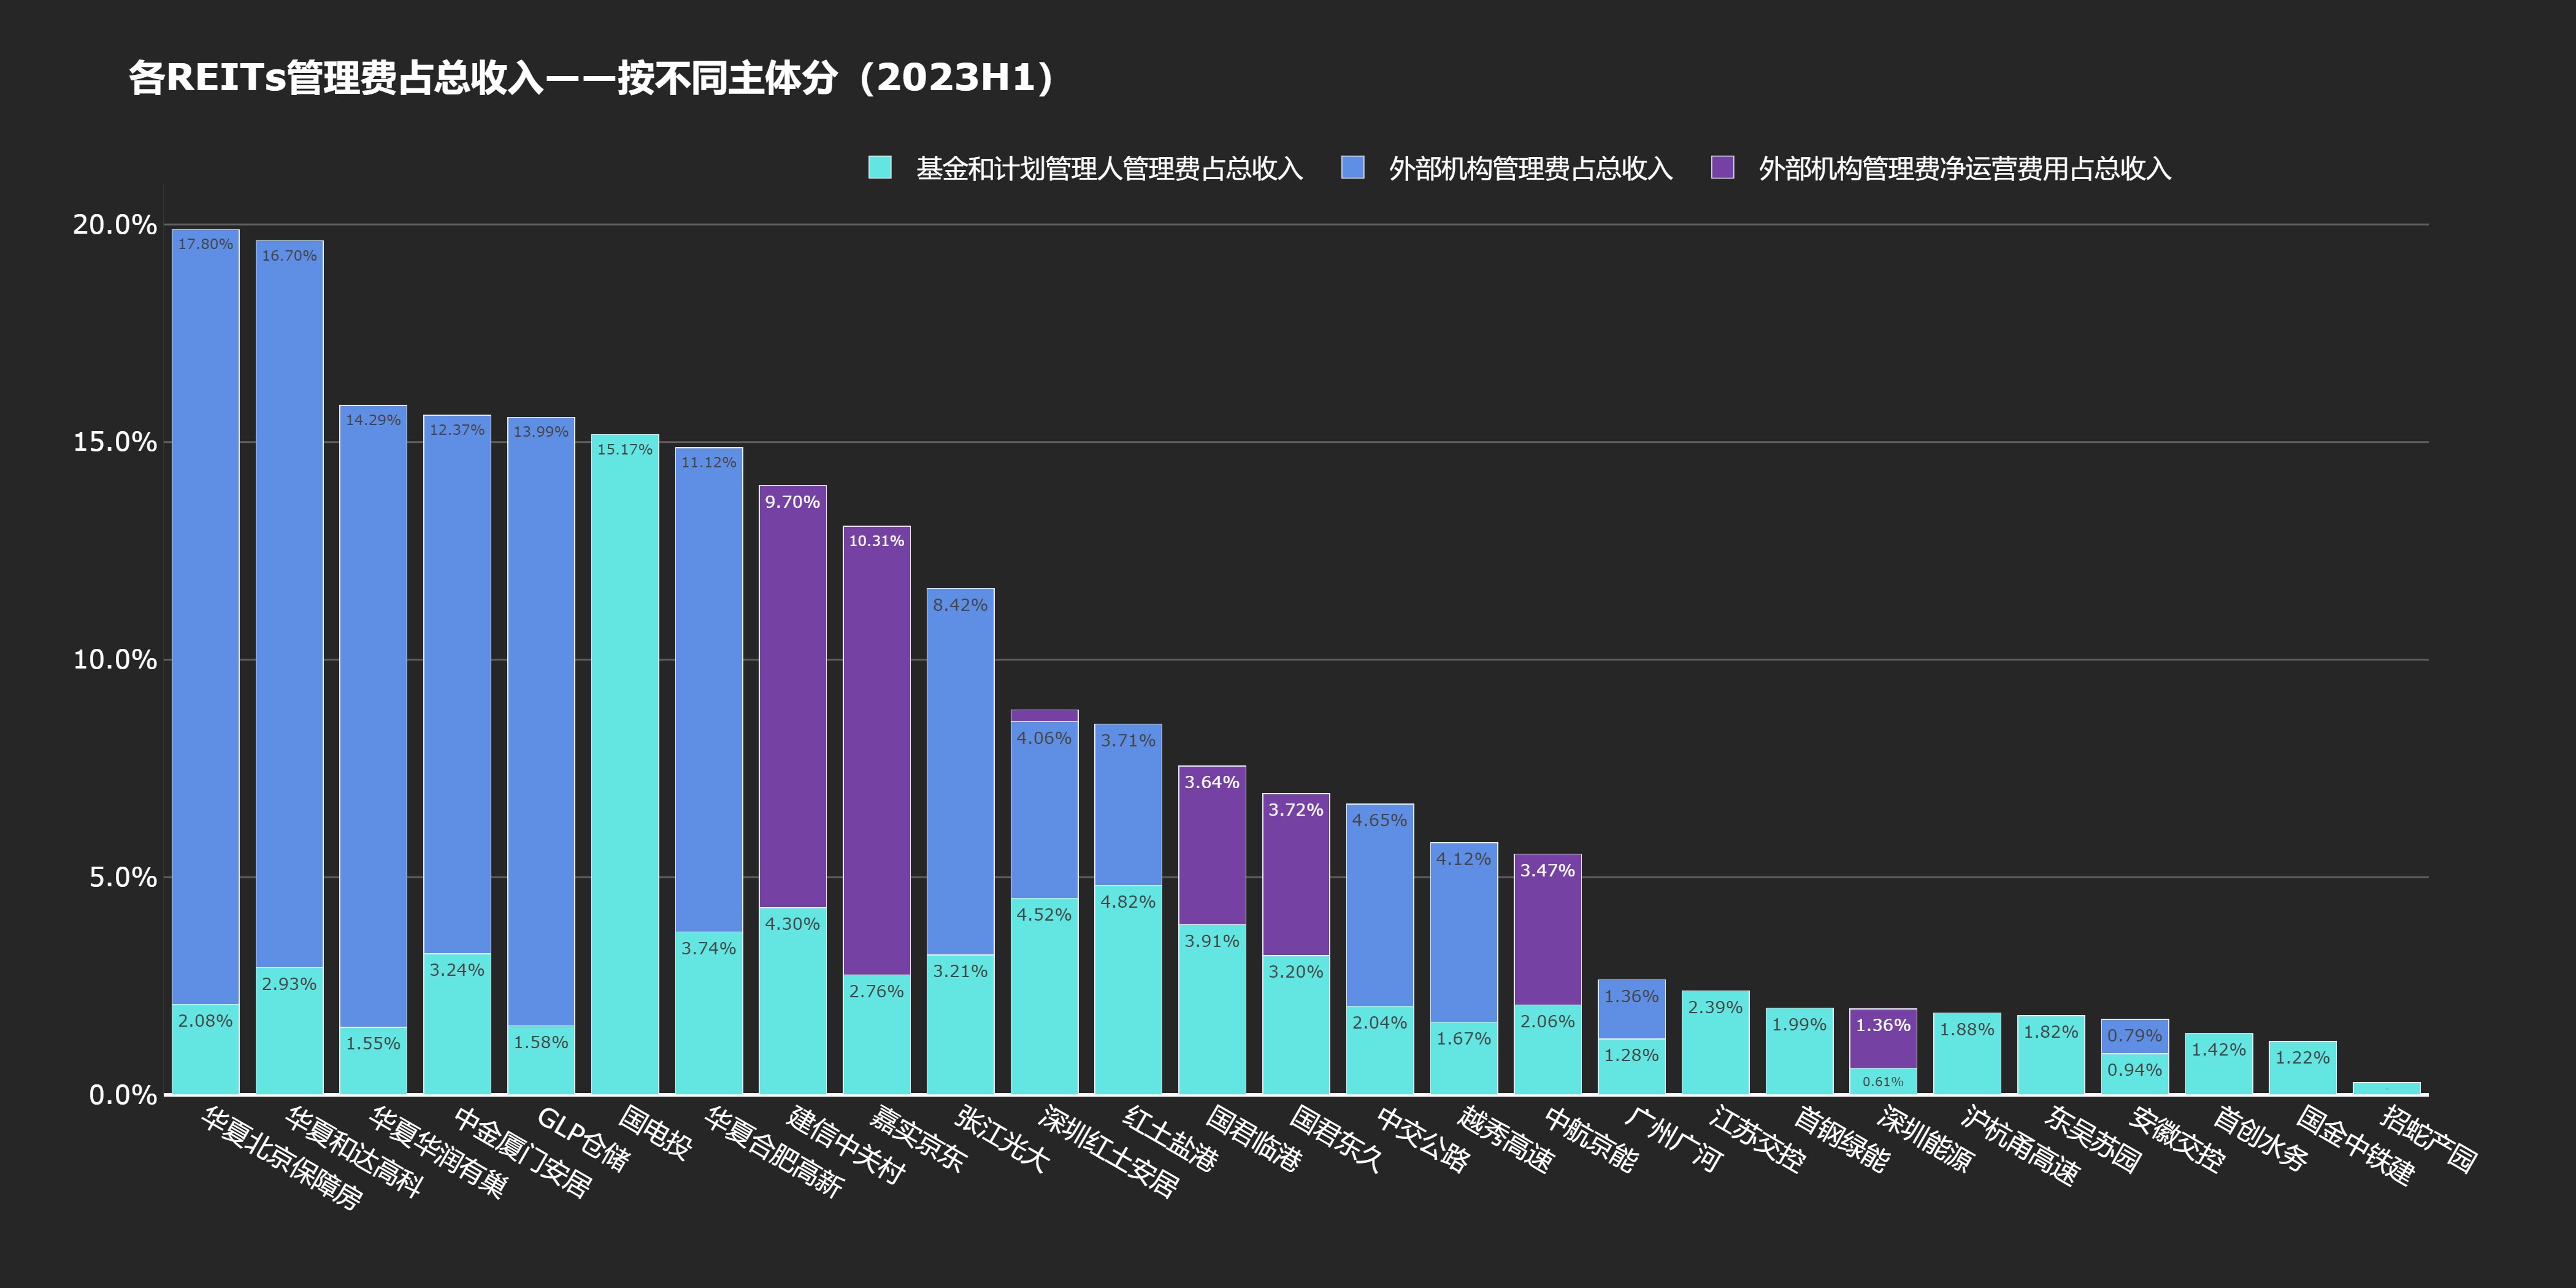 各REITs管理费占总收入——按不同主体分（2023H1）
基金和计划管理人管理费占总收入 外部机构管理费占总收入 外部机构管理费净运营费用占总收入
20.0%
15.0%
10.0%
5.0%
0.0%
17.80% 16.70% 14.29% 12.37% 13.99% 15.17% 11.12% 9.70% 10.31% 8.42% 4.06% 3.71% 3.64% 3.72% 4.65% 4.12% 3.47% 1.36% 1.36% 0.79%
2.08% 2.93% 1.55% 3.24% 1.58% 3.74% 4.30% 2.76% 3.21% 4.52% 4.82% 3.91% 3.20% 2.04% 1.67% 2.06% 1.28% 2.39% 1.99% 0.61% 1.88% 1.82% 0.94% 1.42% 1.22%
华夏北京保障房
华夏和达高科
华夏华润有巢
中金厦门安居
GLP仓储
国电投
华夏合肥高新
建信中关村
嘉实京东
张江光大
深圳红土安居
红土盐港
国君临港
国君东久
中交公路
越秀高速
中航京能
广州广河
江苏交控
首钢绿能
深圳能源
沪杭甬高速
东吴苏园
安徽交控
首创水务
国金中铁建
招蛇产园